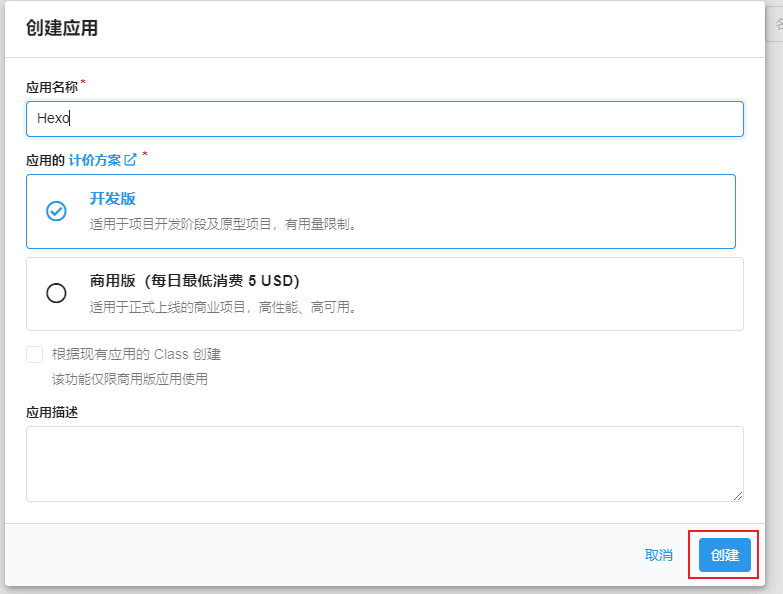 创建应用
应用名称*
Hexo
应用的 计价方案 *
开发版
适用于项目开发阶段及原型项目，有用量限制。
商用版（每日最低消费 5 USD）
适用于正式上线的商业项目，高性能、高可用。
根据现有应用的 Class 创建
该功能仅限商用版应用使用
应用描述
取消
创建